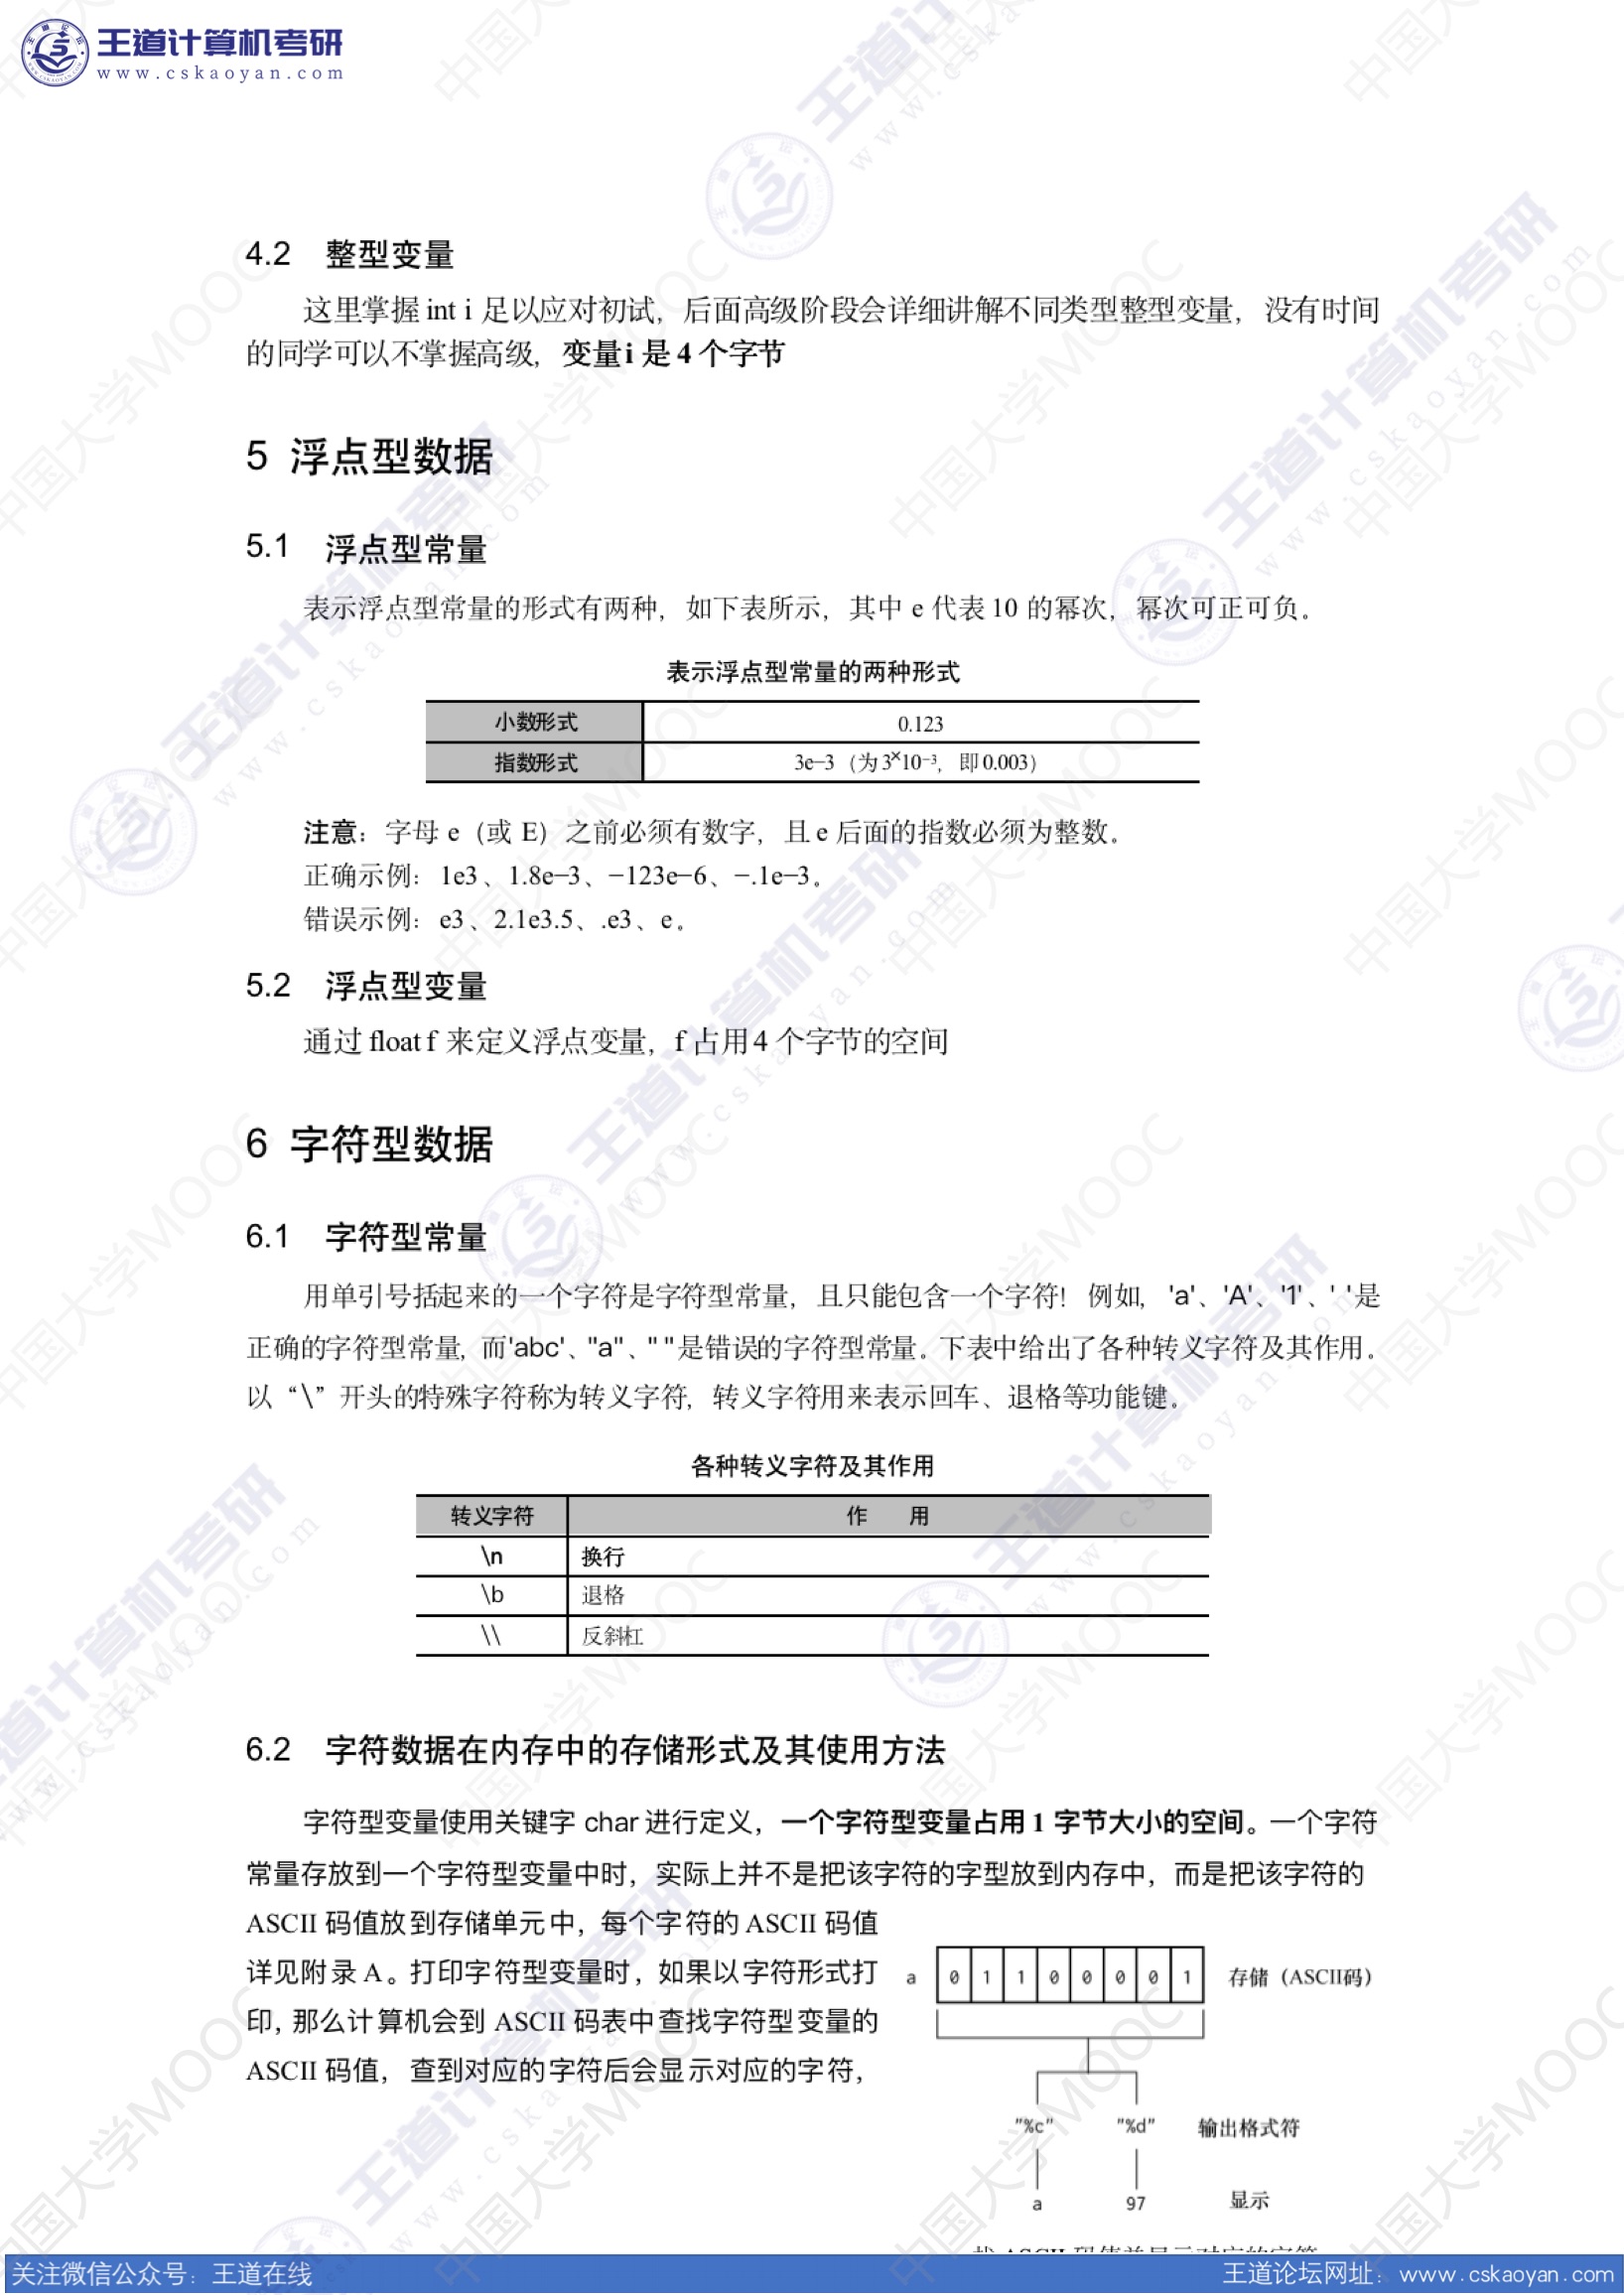 王道计算机考研
www.cskaoyan.com
4.2 整型变量
这里掌握 int i 足以应对初试，后面高级阶段会详细讲解不同类型整型变量，没有时间
的同学可以不掌握高级，变量 i 是 4 个字节
5 浮点型数据
5.1 浮点型常量
表示浮点型常量的形式有两种，如下表所示，其中 e 代表 10 的幂次，幂次可正可负。
表示浮点型常量的两种形式
小数形式 0.123
指数形式 3e–3（为 3×10⁻³，即 0.003）
注意：字母 e（或 E）之前必须有数字，且 e 后面的指数必须为整数。
正确示例：1e3、1.8e−3、−123e−6、−.1e−3。
错误示例：e3、2.1e3.5、.e3、e。
5.2 浮点型变量
通过 float f 来定义浮点变量，f 占用 4 个字节的空间
6 字符型数据
6.1 字符型常量
用单引号括起来的一个字符是字符型常量，且只能包含一个字符！例如，'a'、'A'、'1'、' '是
正确的字符型常量，而'abc'、"a"、" "是错误的字符型常量。下表中给出了各种转义字符及其作用。
以“\”开头的特殊字符称为转义字符，转义字符用来表示回车、退格等功能键。
各种转义字符及其作用
转义字符 作 用
\n 换行
\b 退格
\\ 反斜杠
6.2 字符数据在内存中的存储形式及其使用方法
字符型变量使用关键字 char 进行定义，一个字符型变量占用 1 字节大小的空间。一个字符
常量存放到一个字符型变量中时，实际上并不是把该字符的字型放到内存中，而是把该字符的
ASCII 码值放到存储单元中，每个字符的 ASCII 码值
详见附录 A。打印字符型变量时，如果以字符形式打
印，那么计算机会到 ASCII 码表中查找字符型变量的
ASCII 码值，查到对应的字符后会显示对应的字符，
a 0 1 1 0 0 0 0 1 存储（ASCII码）
"%c" "%d" 输出格式符
a 97 显示
关注微信公众号：王道在线 王道论坛网址：www.cskaoyan.com